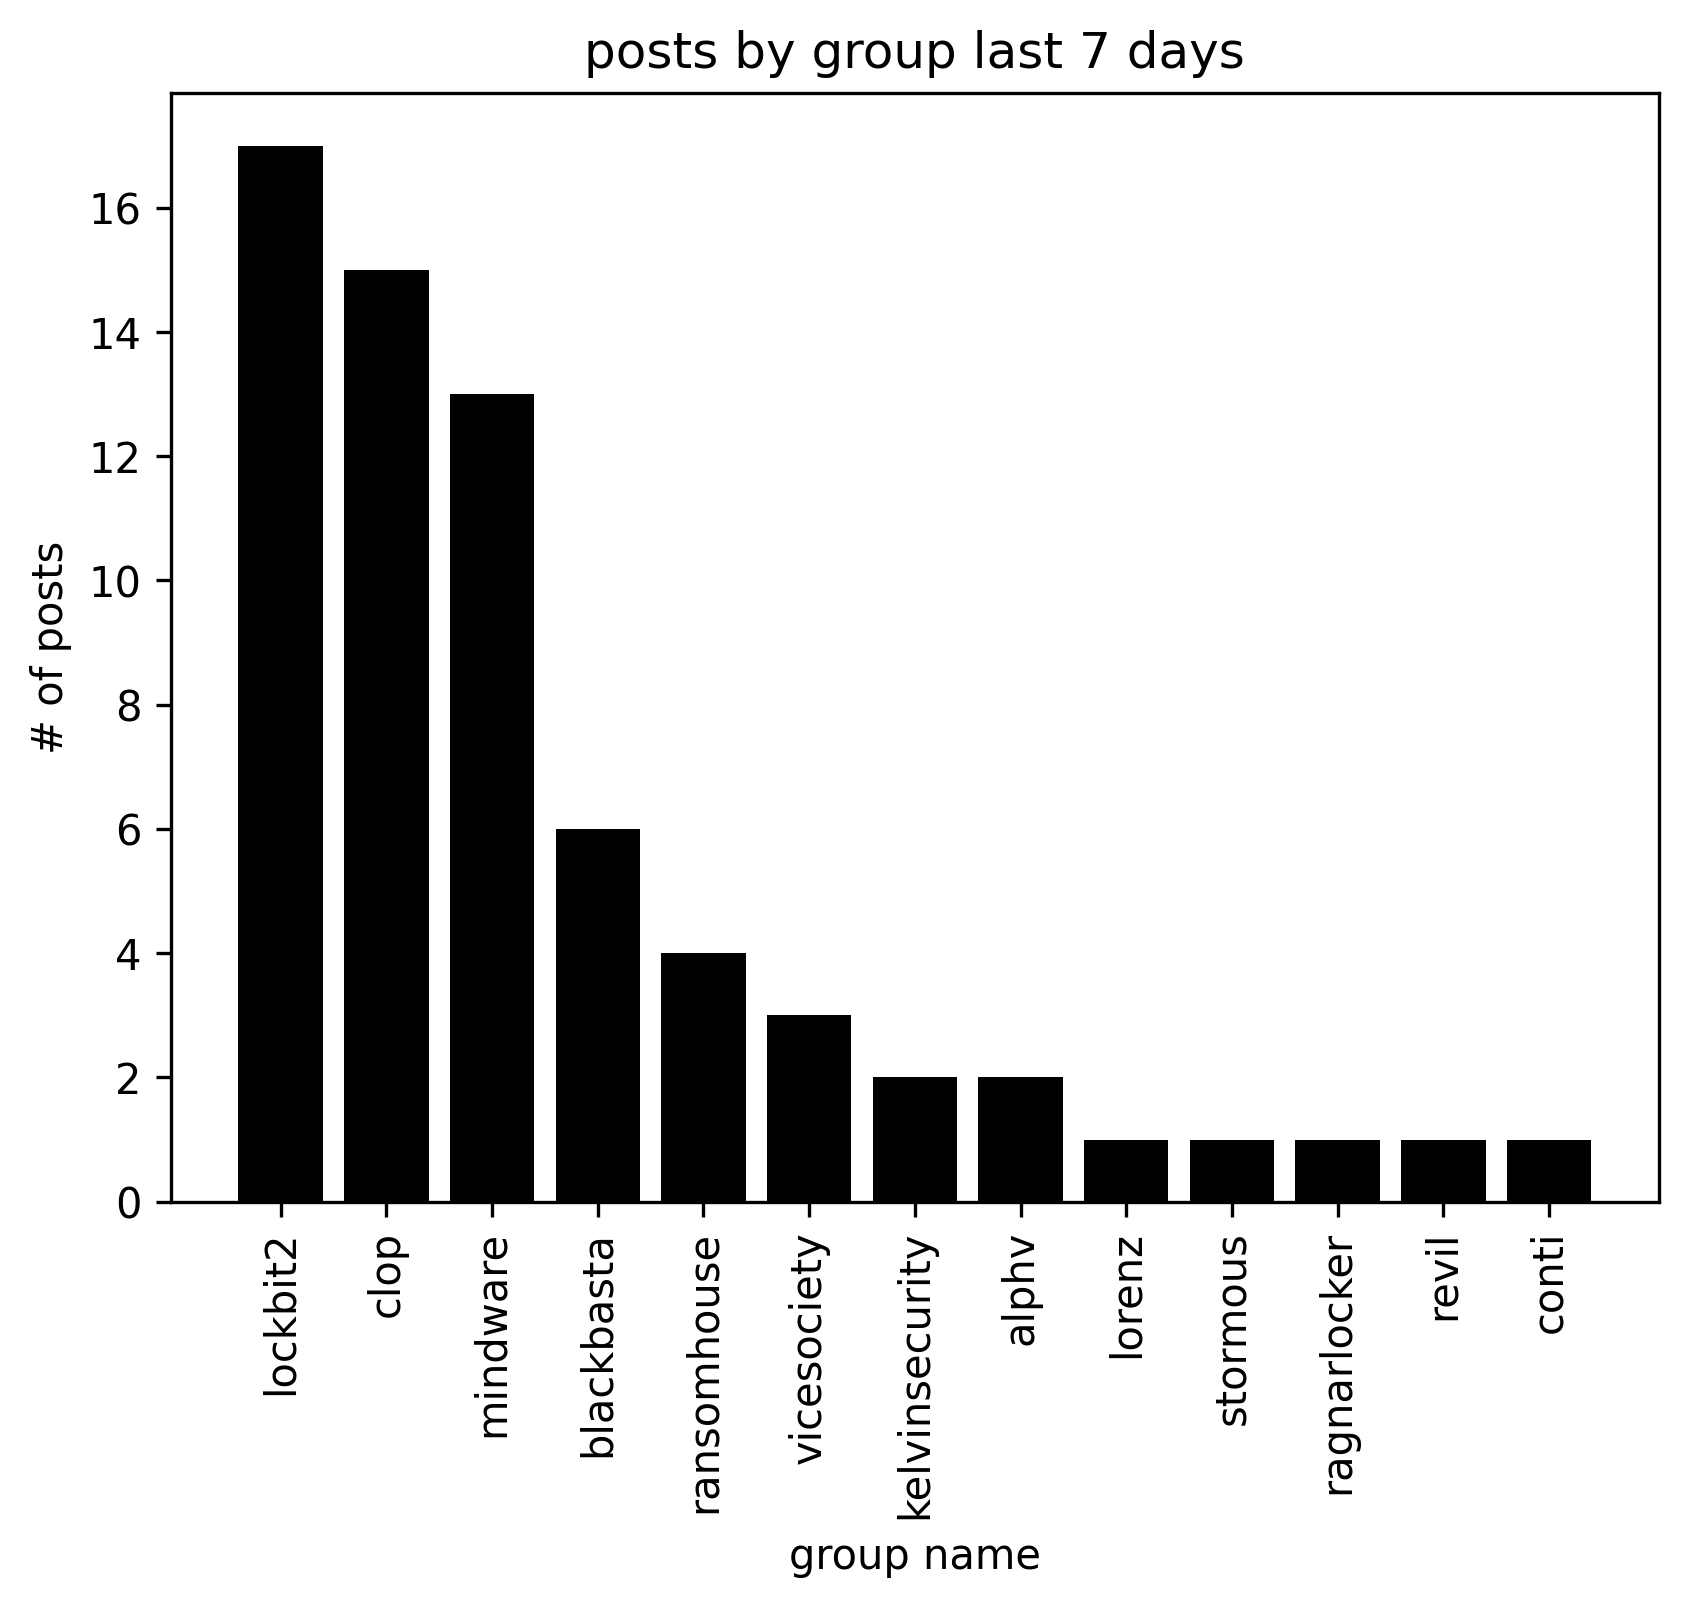 posts by group last 7 days
# of posts
16
14
12
10
8
6
4
2
0
lockbit2
clop
mindware
blackbasta
ransomhouse
vicesociety
kelvinsecurity
alphv
lorenz
stormous
ragnarlocker
revil
conti
group name